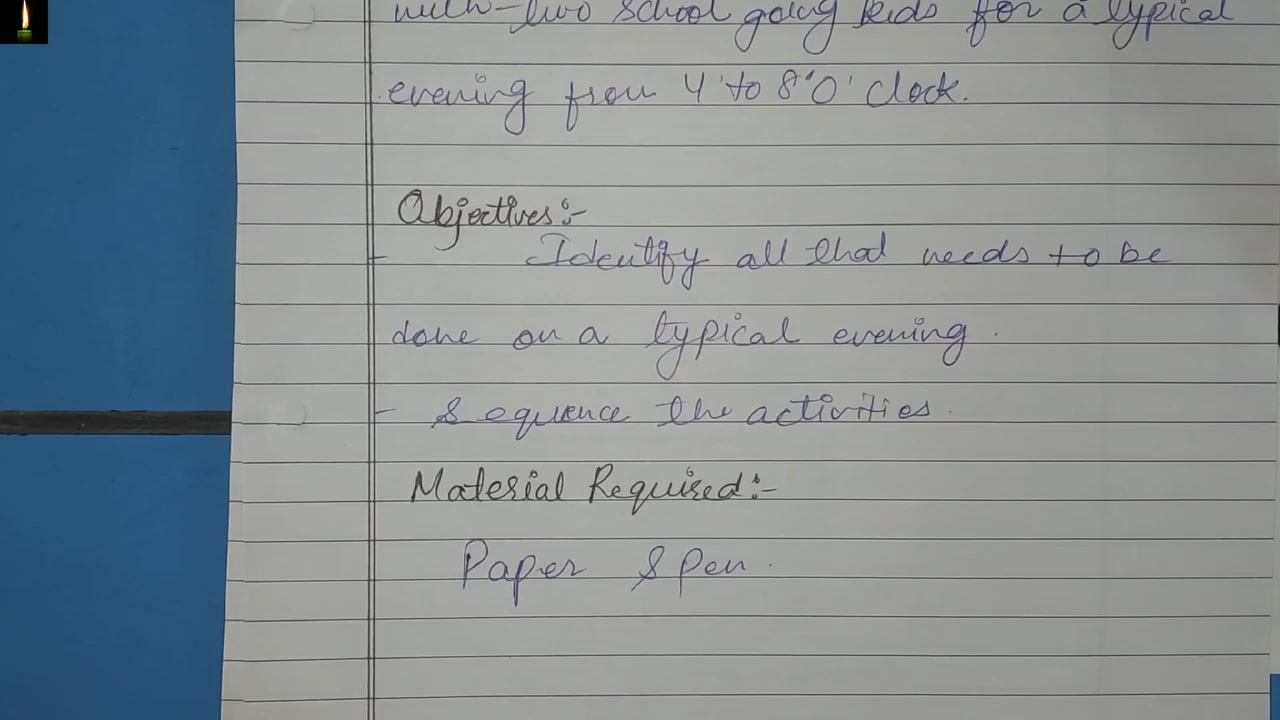 with two school going kids for a typical
evening from 4 to 8'O' clock.
Objectives:-
- Identify all that needs to be
done on a typical evening.
- Sequence the activities.
Material Required:-
Paper & Pen.